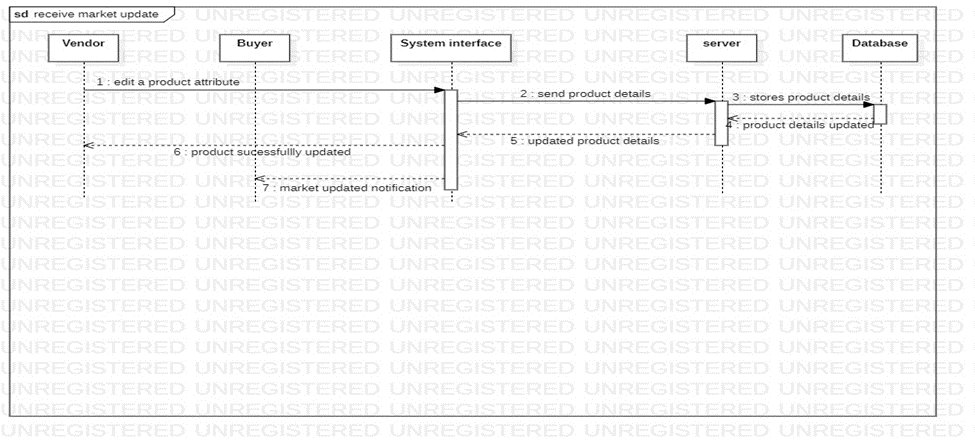 sd receive market update
Vendor
Buyer
System interface
server
Database
1 : edit a product attribute
2 : send product details
3 : stores product details
4 : product details updated
5 : updated product details
6 : product sucessfullly updated
7 : market updated notification
UNREGISTERED